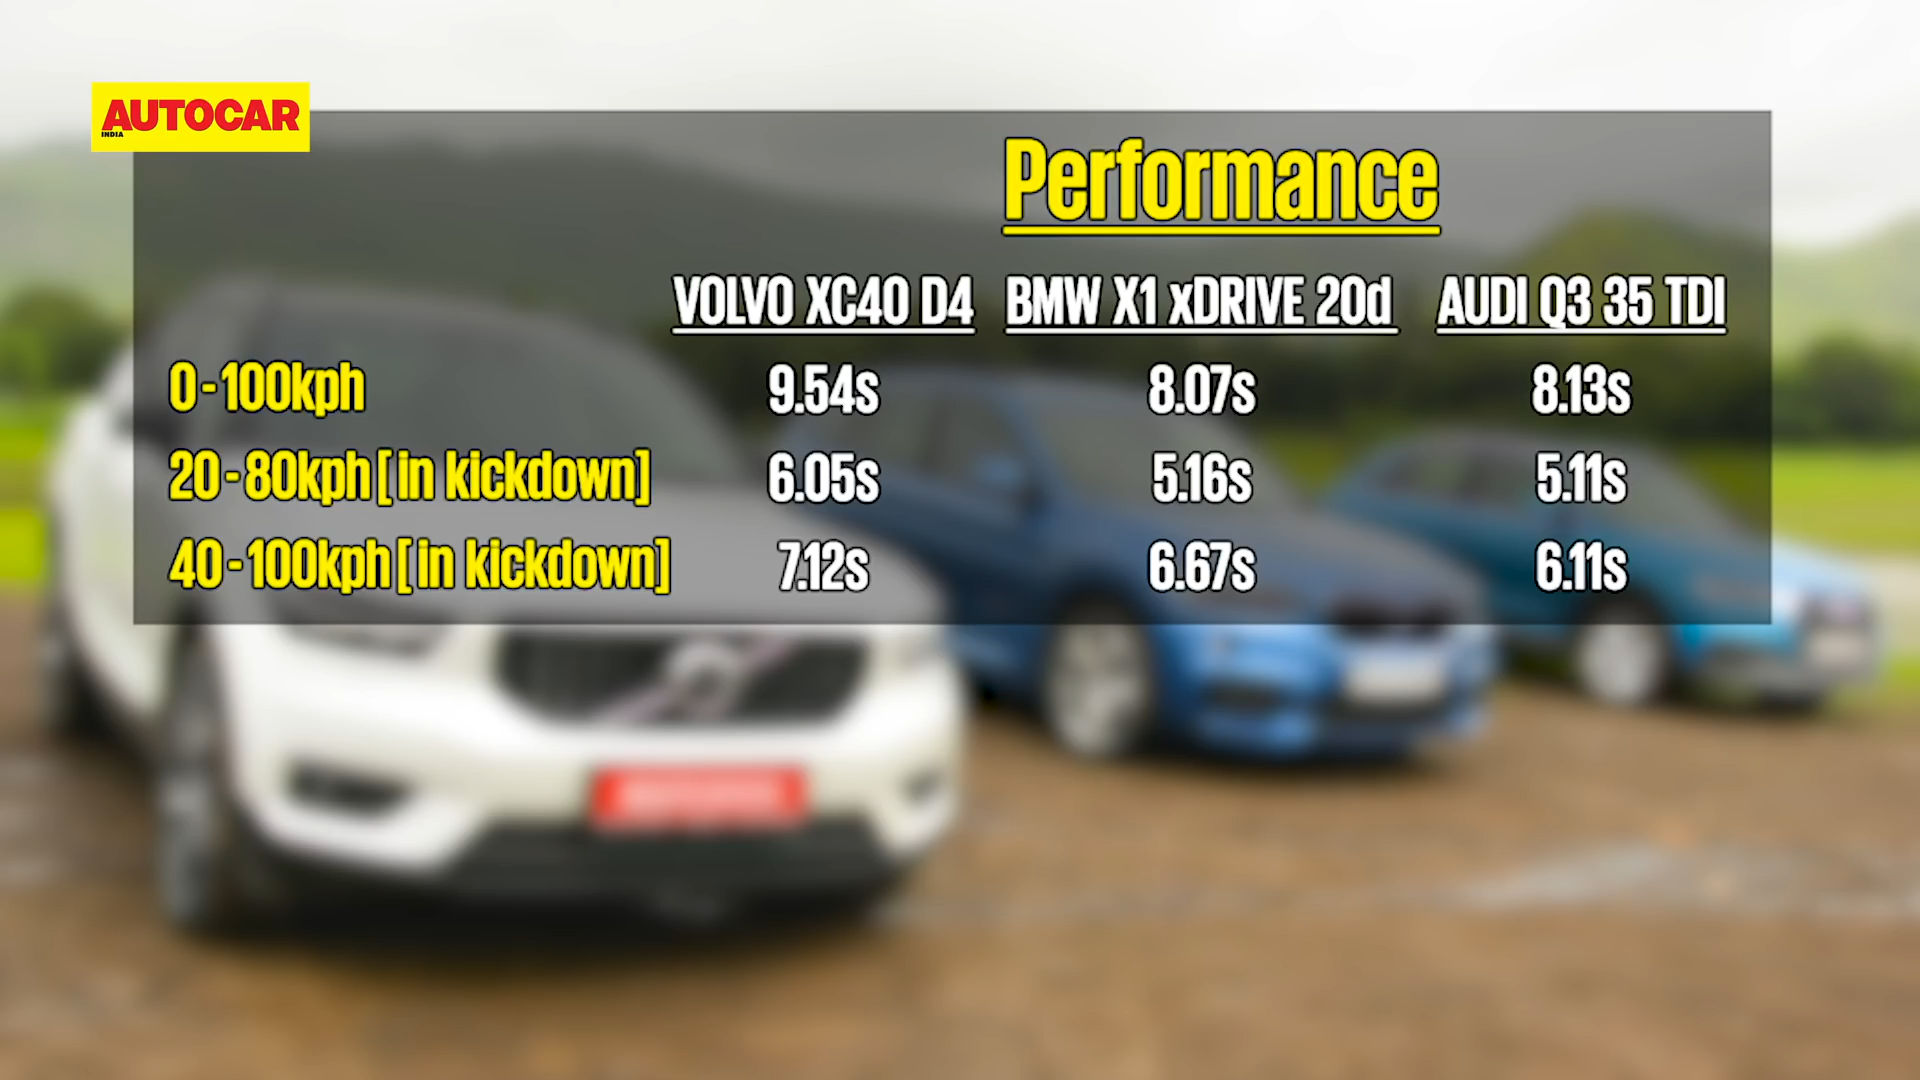 AUTOCAR
INDIA
Performance
VOLVO XC40 D4 BMW X1 xDRIVE 20d AUDI Q3 35 TDI
0-100kph 9.54s 8.07s 8.13s
20-80kph [in kickdown] 6.05s 5.16s 5.11s
40-100kph [in kickdown] 7.12s 6.67s 6.11s